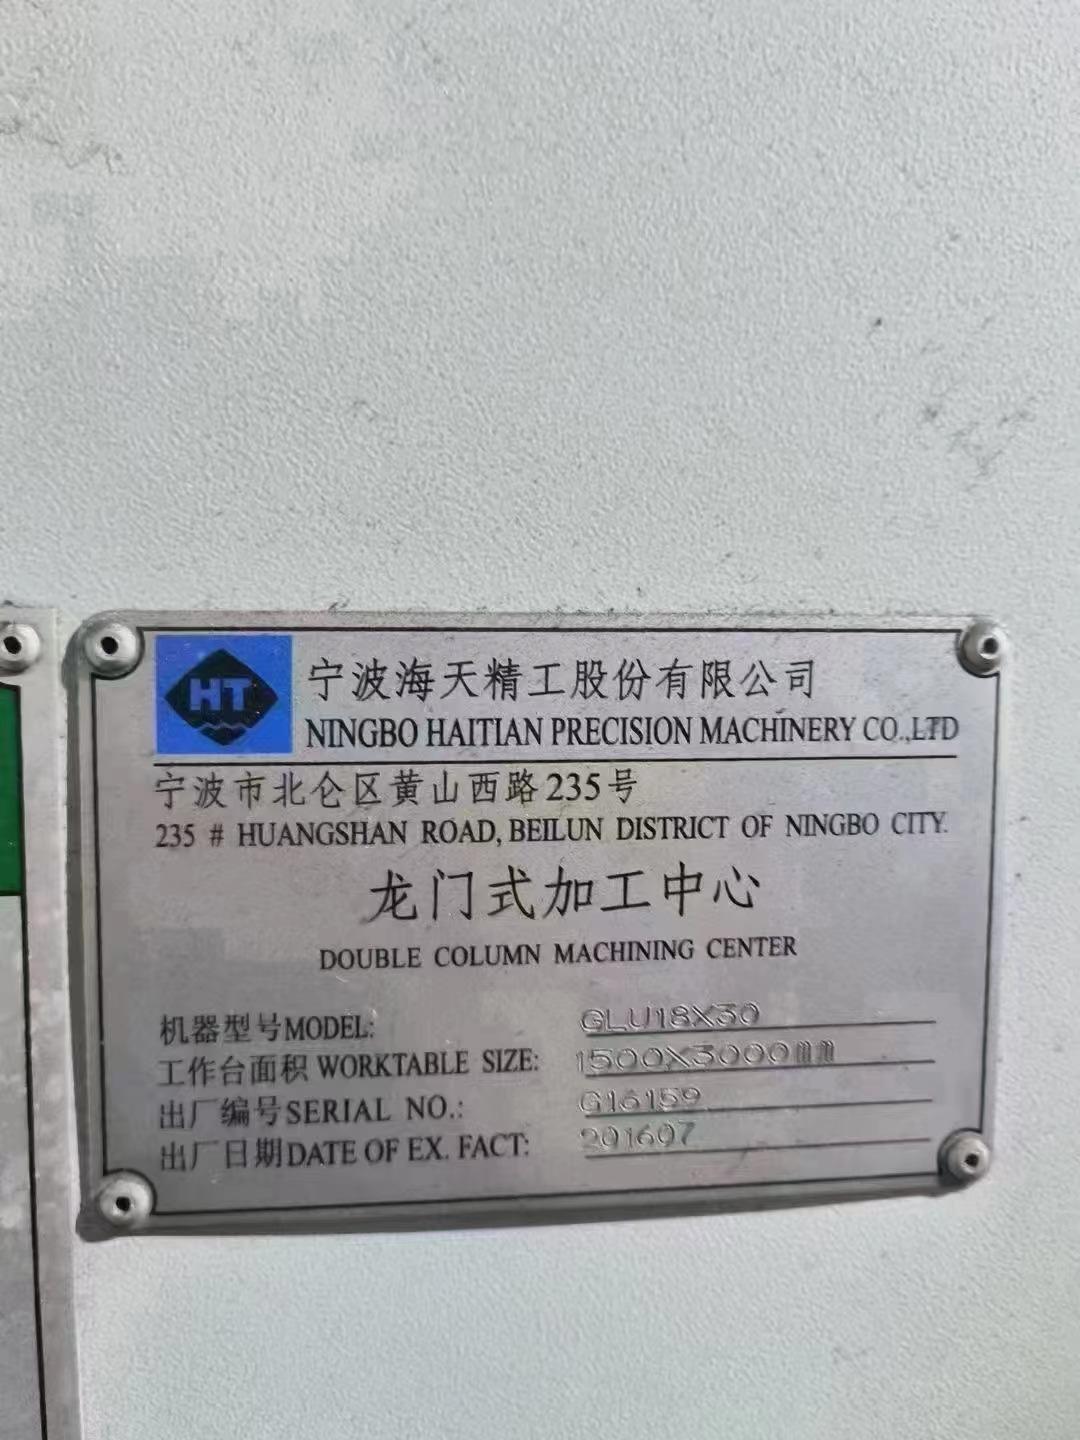 HT
宁波海天精工股份有限公司
NINGBO HAITIAN PRECISION MACHINERY CO.,LTD
宁波市北仑区黄山西路235号
235 # HUANGSHAN ROAD, BEILUN DISTRICT OF NINGBO CITY.
龙门式加工中心
DOUBLE COLUMN MACHINING CENTER
机器型号MODEL: GLU18X30
工作台面积 WORKTABLE SIZE: 1500X3000mm
出厂编号SERIAL NO.: G16159
出厂日期DATE OF EX. FACT: 201607